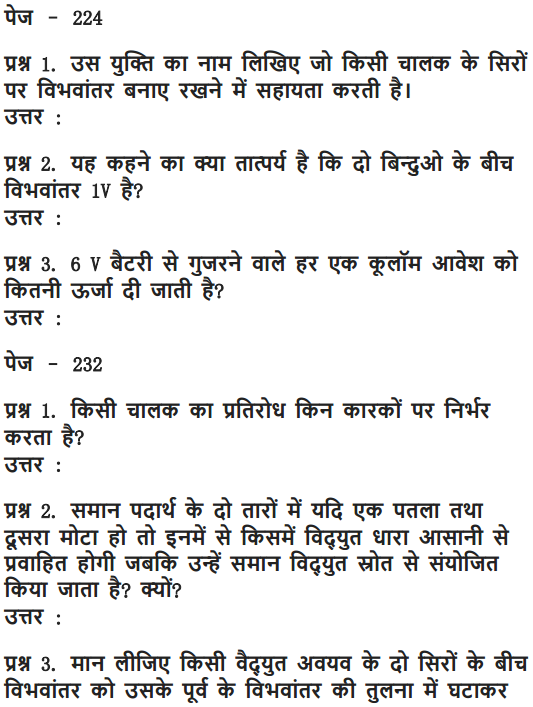 पेज - 224
प्रश्न 1. उस युक्ति का नाम लिखिए जो किसी चालक के सिरों
पर विभवांतर बनाए रखने में सहायता करती है।
उत्तर :
प्रश्न 2. यह कहने का क्या तात्पर्य है कि दो बिन्दुओ के बीच
विभवांतर 1V है?
उत्तर :
प्रश्न 3. 6 V बैटरी से गुजरने वाले हर एक कूलॉम आवेश को
कितनी ऊर्जा दी जाती है?
उत्तर :
पेज - 232
प्रश्न 1. किसी चालक का प्रतिरोध किन कारकों पर निर्भर
करता है?
उत्तर :
प्रश्न 2. समान पदार्थ के दो तारों में यदि एक पतला तथा
दूसरा मोटा हो तो इनमें से किसमें विद्युत धारा आसानी से
प्रवाहित होगी जबकि उन्हें समान विद्युत स्रोत से संयोजित
किया जाता है? क्यों?
उत्तर :
प्रश्न 3. मान लीजिए किसी वैद्युत अवयव के दो सिरों के बीच
विभवांतर को उसके पूर्व के विभवांतर की तुलना में घटाकर